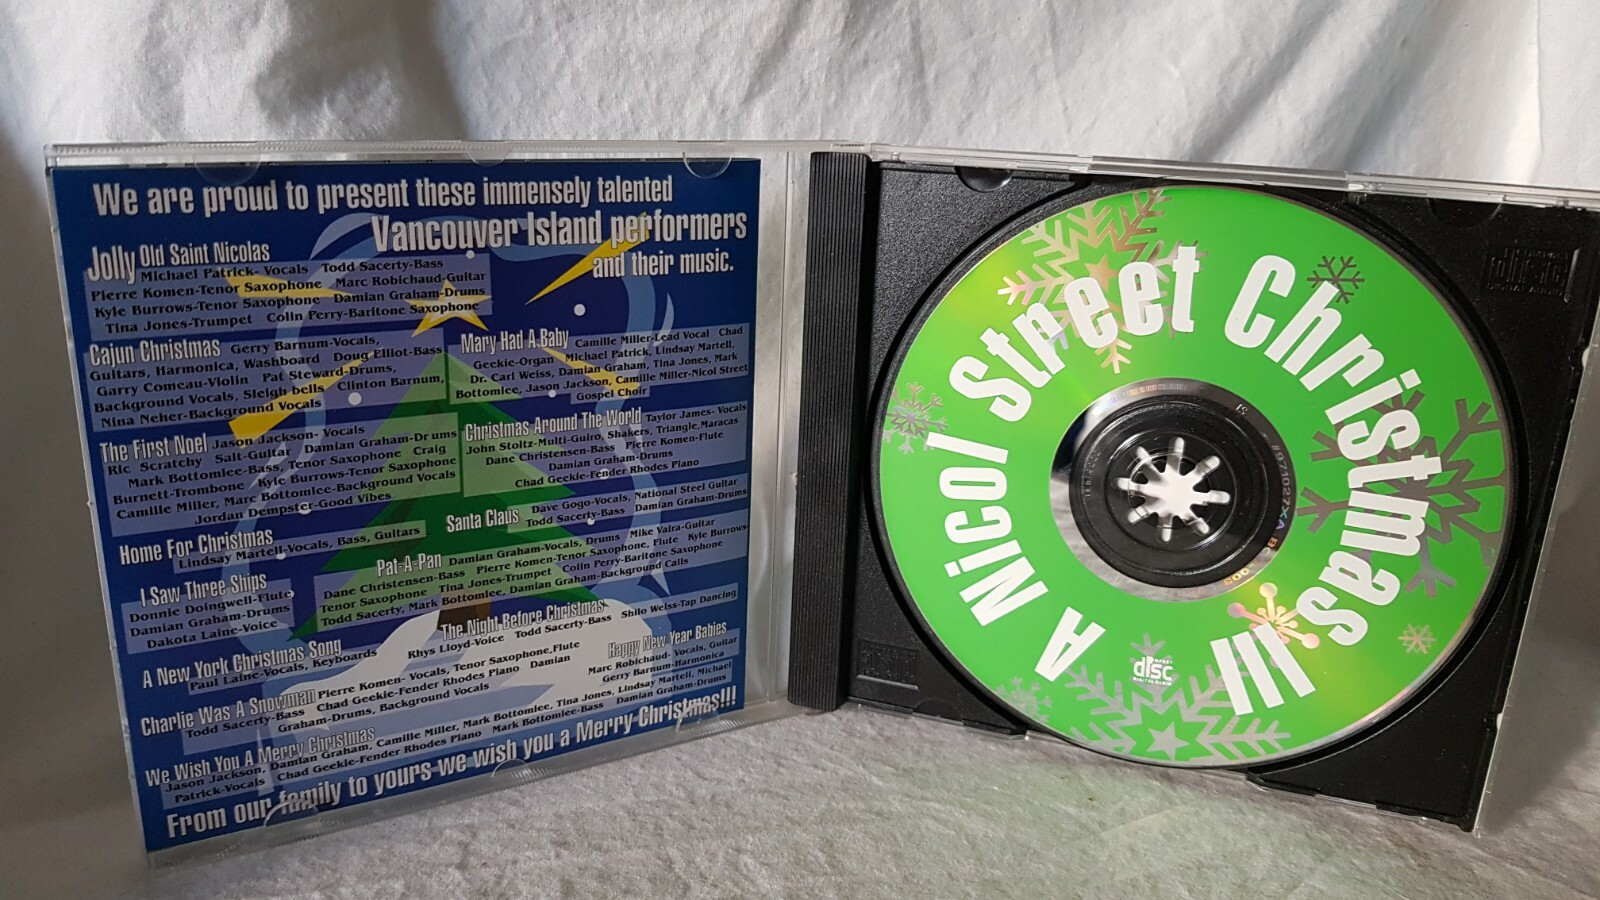 We are proud to present these immensely talented
Vancouver Island performers
and their music.
Jolly Old Saint Nicolas
Michael Patrick- Vocals Todd Sacerty-Bass
Pierre Komen-Tenor Saxophone Marc Robichaud-Guitar
Kyle Burrows-Tenor Saxophone Damian Graham-Drums
Tina Jones-Trumpet Colin Perry-Baritone Saxophone
Cajun Christmas Gerry Barnum-Vocals,
Guitars, Harmonica, Washboard Doug Elliot-Bass
Garry Comeau-Violin Pat Steward-Drums,
Background Vocals, Sleigh bells Clinton Barnum,
Nina Neher-Background Vocals
Mary Had A Baby Camille Miller-Lead Vocal Chad
Geekie-Organ Michael Patrick, Lindsay Martell,
Dr. Carl Weiss, Damian Graham, Tina Jones, Mark
Bottomlee, Jason Jackson, Camille Miller-Nicol Street
Gospel Choir
The First Noel Jason Jackson- Vocals
Ric Scratchy Salt-Guitar Damian Graham-Drums
Mark Bottomlee-Bass, Tenor Saxophone Craig
Burnett-Trombone Kyle Burrows-Tenor Saxophone
Camille Miller, Marc Bottomlee-Background Vocals
Jordan Dempster-Good Vibes
Christmas Around The World Taylor James- Vocals
John Stoltz-Multi-Guiro, Shakers, Triangle,Maracas
Dane Christensen-Bass Pierre Komen-Flute
Damian Graham-Drums
Chad Geekie-Fender Rhodes Piano
Home For Christmas
Lindsay Martell-Vocals, Bass, Guitars
Santa Claus Dave Gogo-Vocals, National Steel Guitar
Todd Sacerty-Bass Damian Graham-Drums
I Saw Three Ships
Donnie Doingwell-Flute
Damian Graham-Drums
Dakota Laine-Voice
Pat-A-Pan Damian Graham-Vocals, Drums Mike Vaira-Guitar
Dane Christensen-Bass Pierre Komen-Tenor Saxophone, Flute Kyle Burrows-
Tenor Saxophone Tina Jones-Trumpet Colin Perry-Baritone Saxophone
Todd Sacerty, Mark Bottomlee, Damian Graham-Background Calls
A New York Christmas Song
Paul Laine-Vocals, Keyboards
The Night Before Christmas Shilo Weiss-Tap Dancing
Rhys Lloyd-Voice Todd Sacerty-Bass
Charlie Was A Snowman Pierre Komen- Vocals, Tenor Saxophone,Flute
Todd Sacerty-Bass Chad Geekie-Fender Rhodes Piano Damian
Graham-Drums, Background Vocals
Happy New Year Babies
Marc Robichaud- Vocals, Guitar
Gerry Barnum-Harmonica
We Wish You A Merry Christmas
Jason Jackson, Damian Graham, Camille Miller, Mark Bottomlee, Tina Jones, Lindsay Martell, Michael
Patrick-Vocals Chad Geekie-Fender Rhodes Piano Mark Bottomlee-Bass Damian Graham-Drums
From our family to yours we wish you a Merry Christmas!!!
A Nicol Street Christmas III
COMPACT
disc
DIGITAL AUDIO